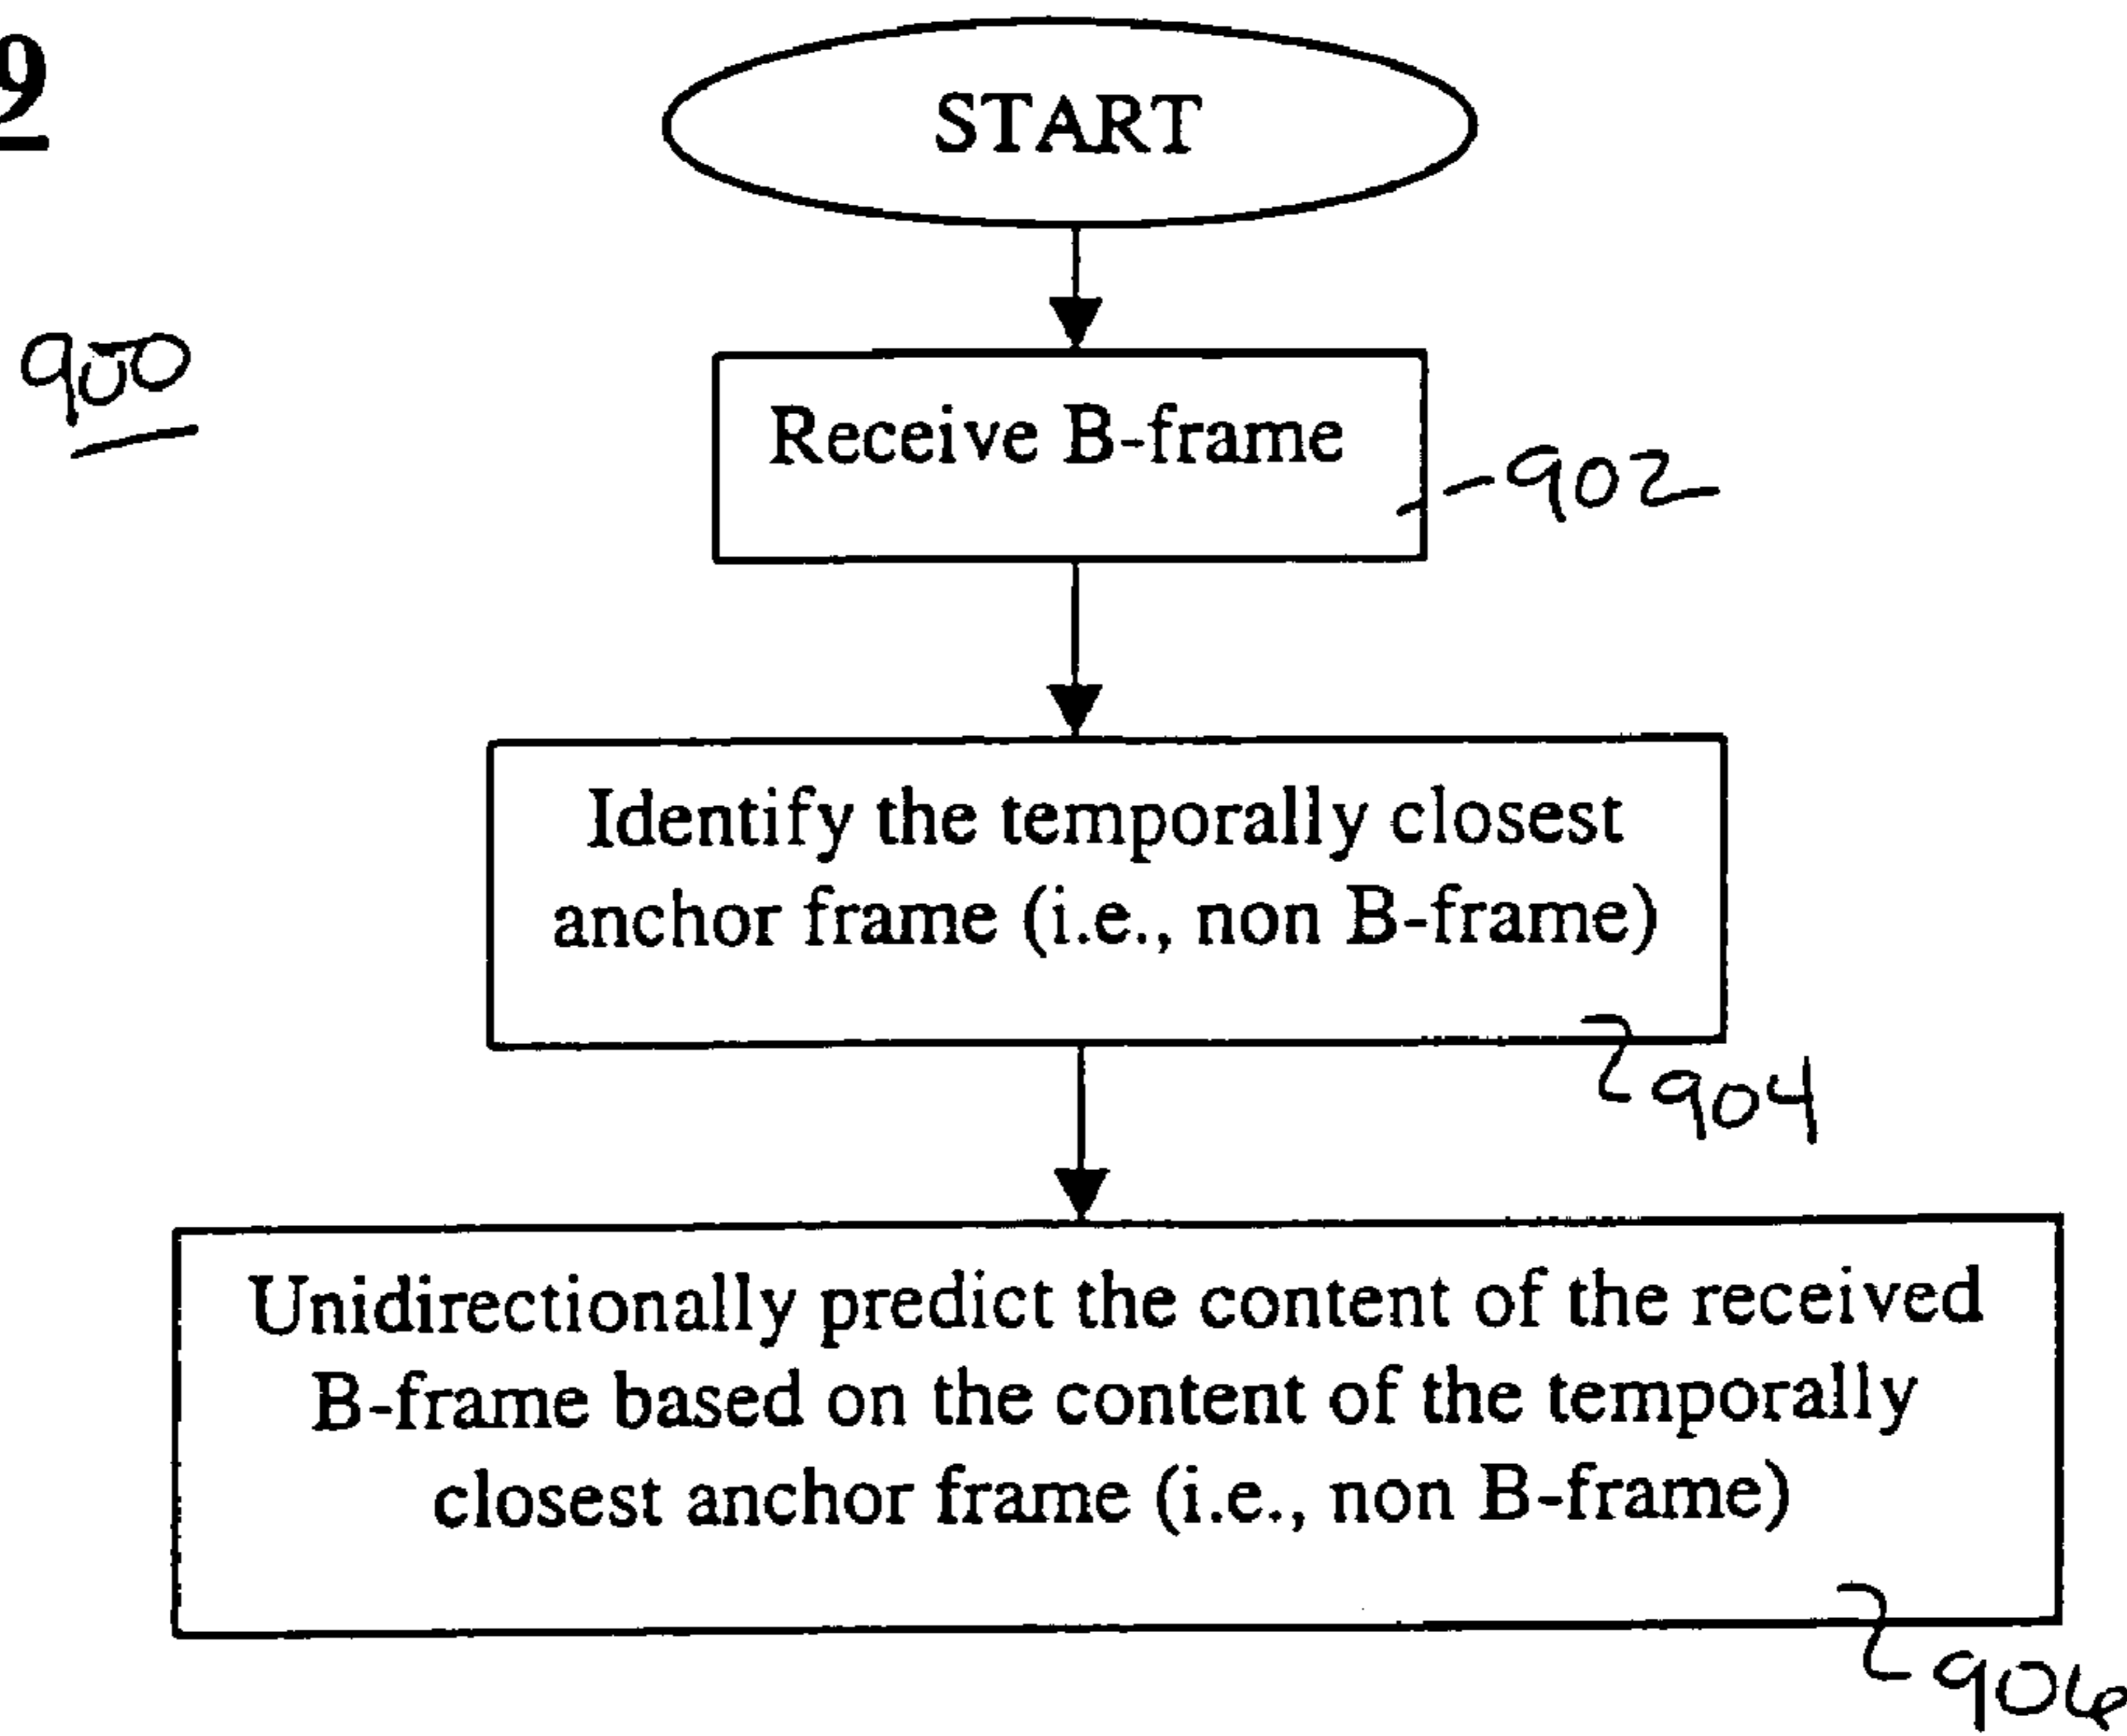 9
START
900
Receive B-frame
902
Identify the temporally closest
anchor frame (i.e., non B-frame)
904
Unidirectionally predict the content of the received
B-frame based on the content of the temporally
closest anchor frame (i.e., non B-frame)
906